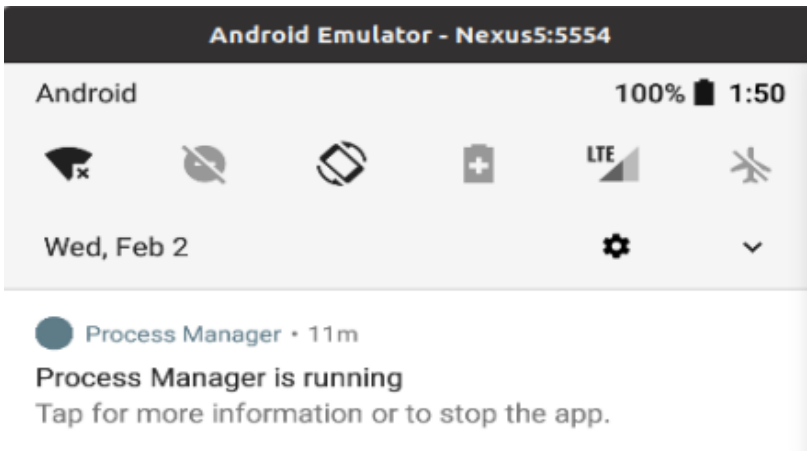 Android Emulator - Nexus5:5554
Android 100% 1:50
LTE
Wed, Feb 2
Process Manager • 11m
Process Manager is running
Tap for more information or to stop the app.